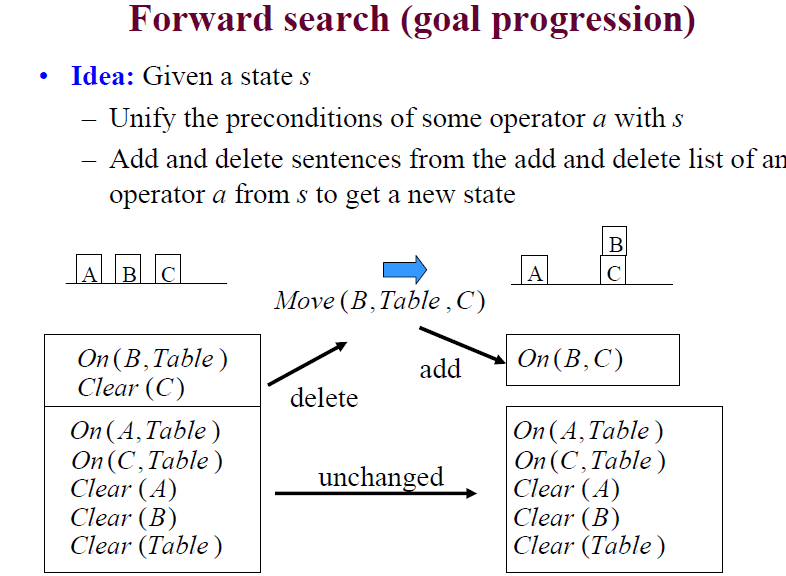 Forward search (goal progression)
• Idea: Given a state s
– Unify the preconditions of some operator a with s
– Add and delete sentences from the add and delete list of an
operator a from s to get a new state
A B C
B
A C
Move (B, Table , C)
On (B, Table )
Clear (C)
delete
add
On (B, C)
On (A, Table )
On (C, Table )
Clear (A)
Clear (B)
Clear (Table )
unchanged
On (A, Table )
On (C, Table )
Clear (A)
Clear (B)
Clear (Table )